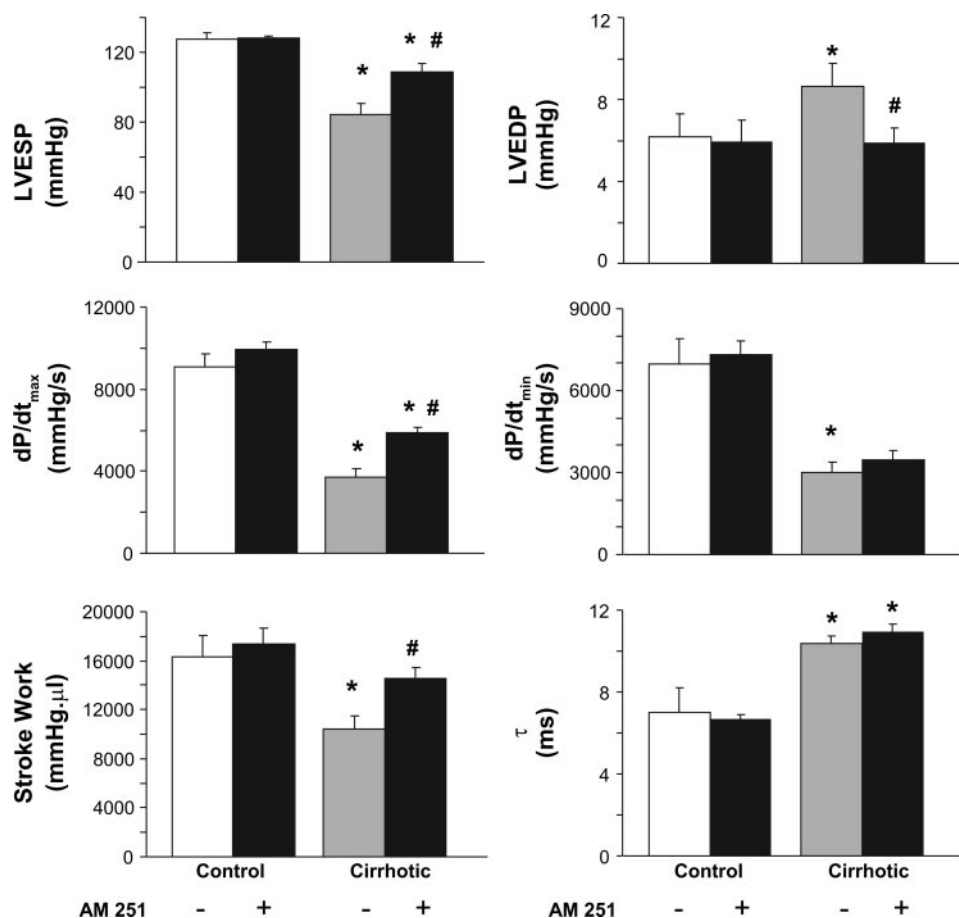 LVESP
(mmHg)
120
80
40
0
*
* #
LVEDP
(mmHg)
12
8
4
0
*
#
dP/dtmax
(mmHg/s)
12000
8000
4000
0
*
* #
dP/dtmin
(mmHg/s)
9000
6000
3000
0
*
Stroke Work
(mmHg.μl)
20000
16000
12000
8000
4000
0
*
#
Control Cirrhotic
τ
(ms)
12
8
4
0
*
*
Control Cirrhotic
AM 251 - + - +
AM 251 - + - +